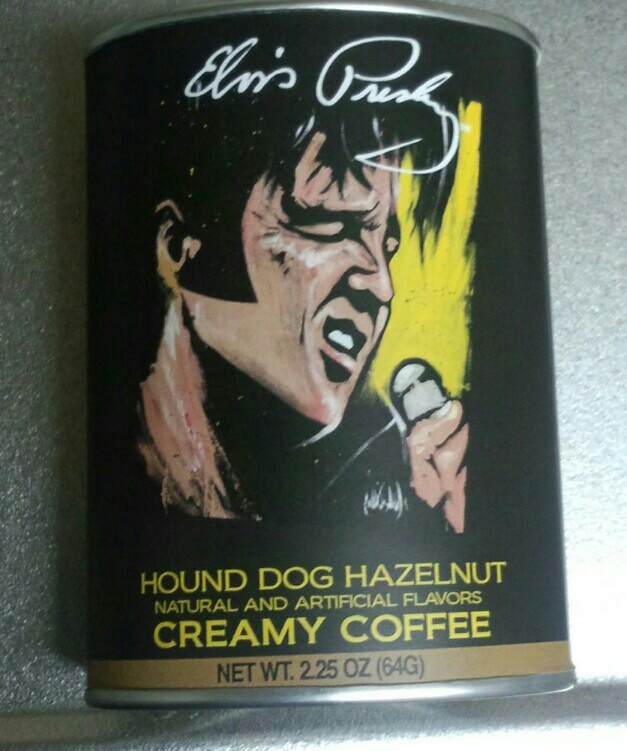 Elvis Presley
HOUND DOG HAZELNUT
NATURAL AND ARTIFICIAL FLAVORS
CREAMY COFFEE
NET WT. 2.25 OZ (64G)